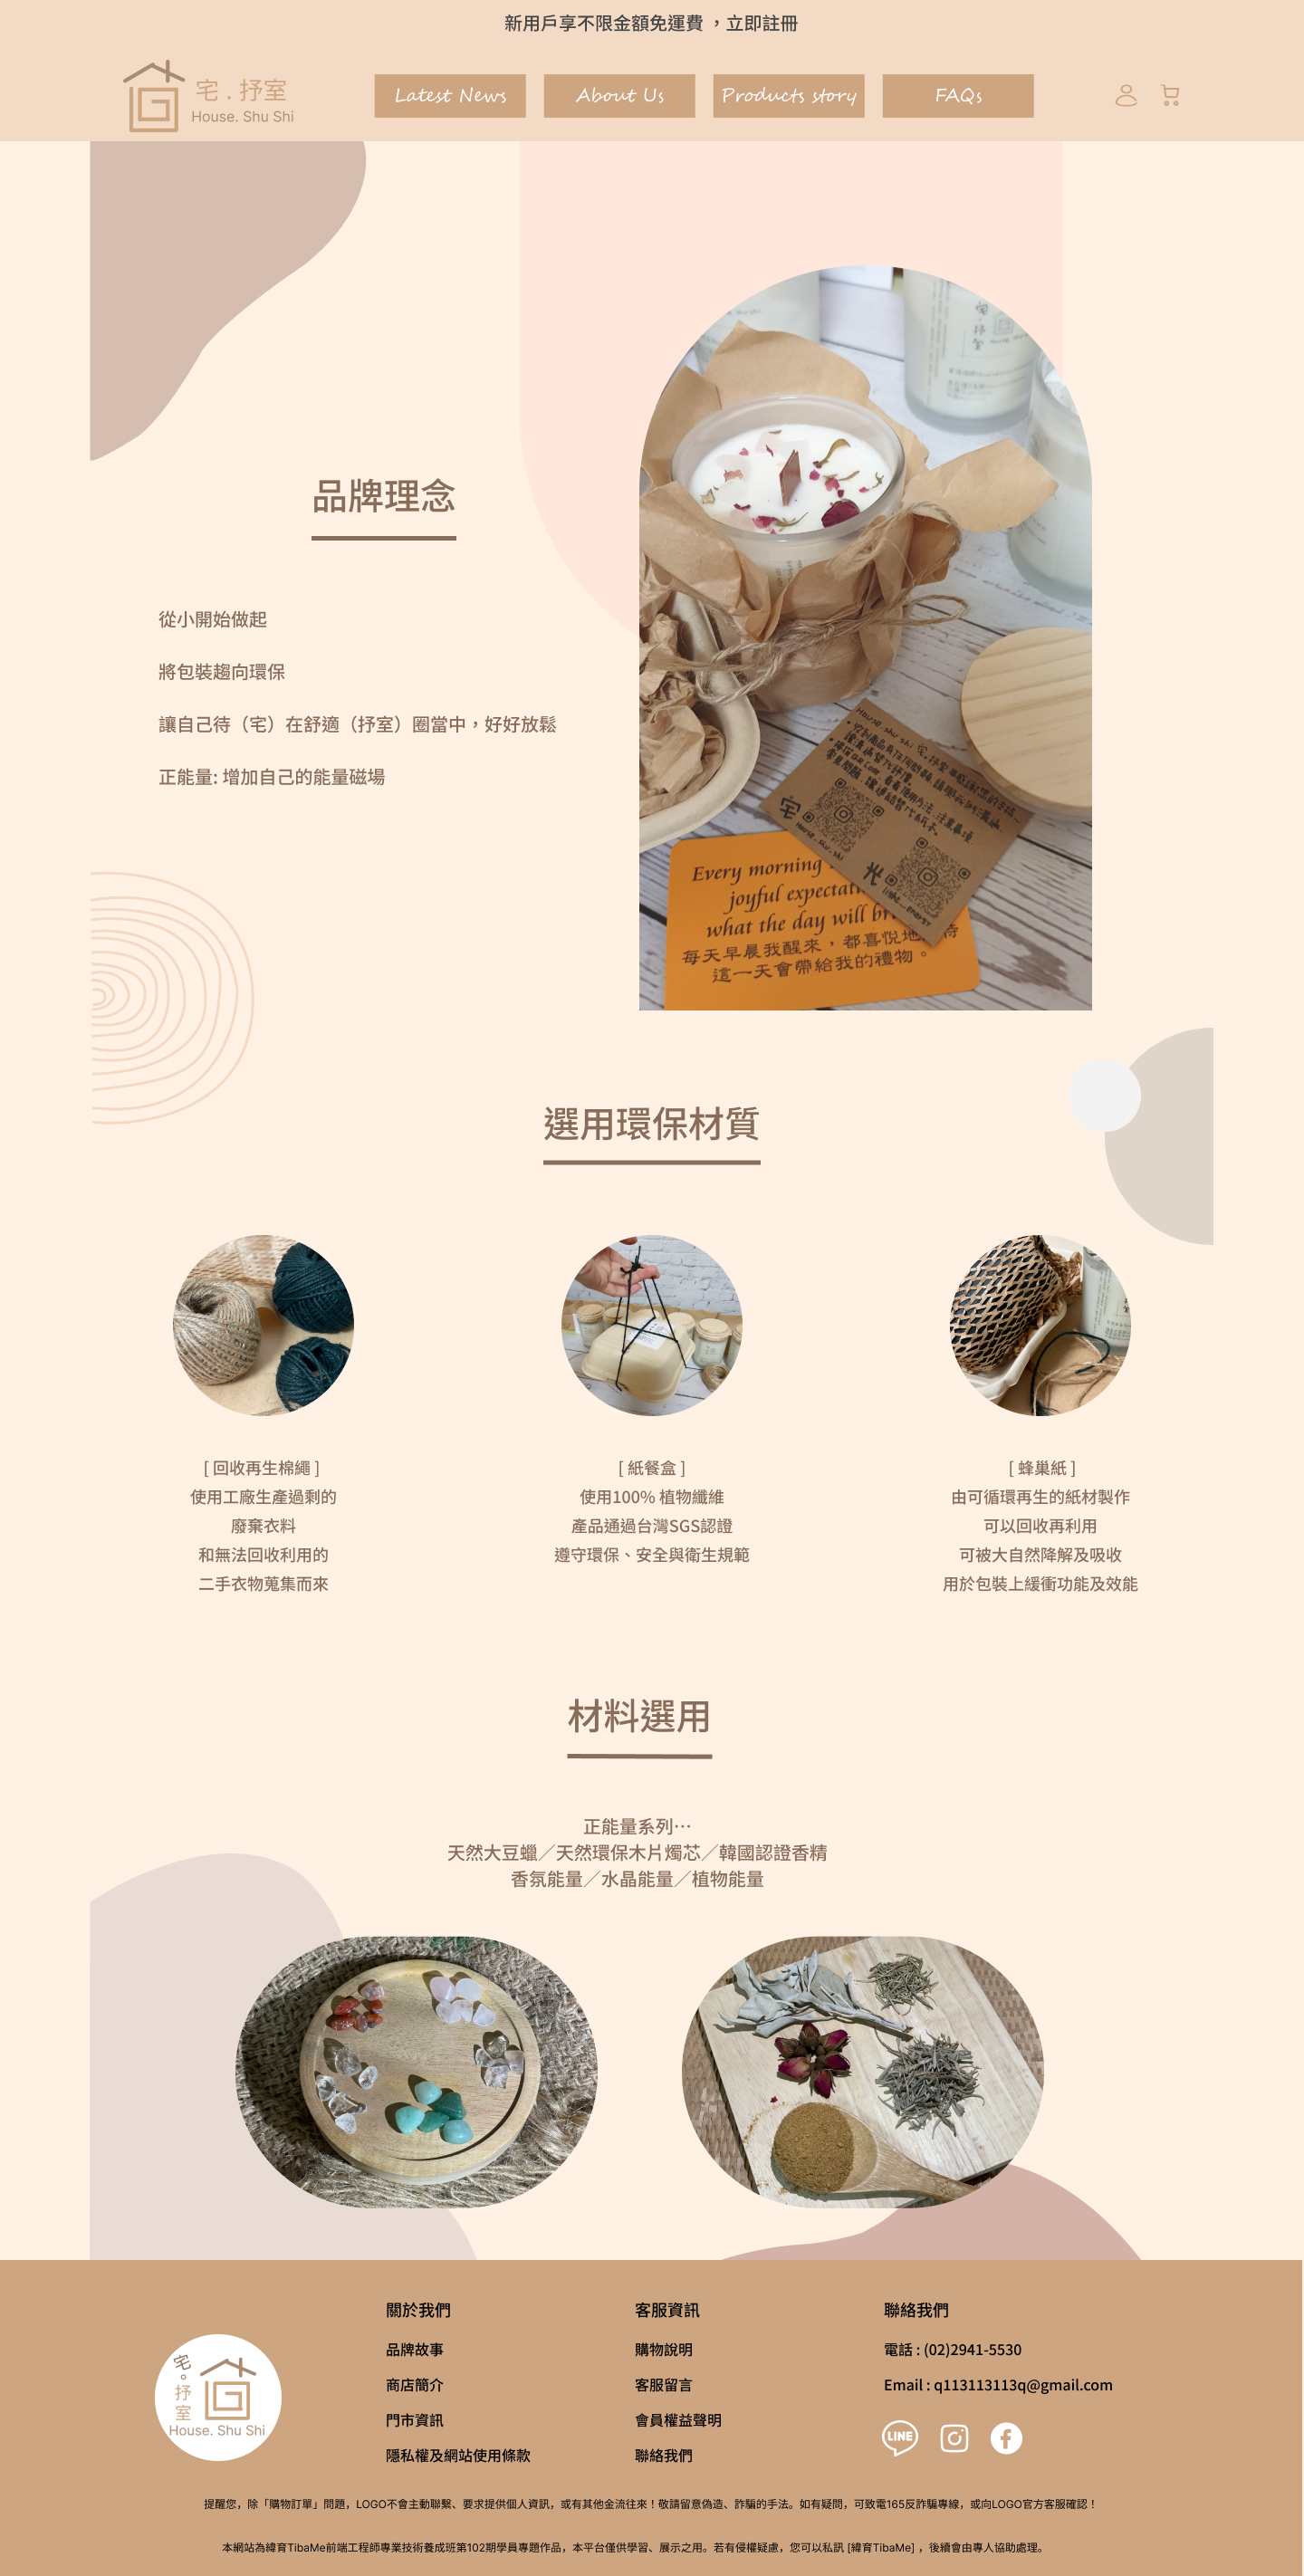 新用戶享不限金額免運費 ，立即註冊
宅 . 抒室
House. Shu Shi
Latest News
About Us
Products story
FAQs
品牌理念
從小開始做起
將包裝趨向環保
讓自己待（宅）在舒適（抒室）圈當中，好好放鬆
正能量: 增加自己的能量磁場
宅。抒室
House shu shi 宅。抒室
宅
House.shu.shi
光
Every morning
joyful expectati
what the day will br
每天早晨我醒來，都喜悅地 待
這一天會帶給我的禮物。
選用環保材質
[ 回收再生棉繩 ]
使用工廠生產過剩的
廢棄衣料
和無法回收利用的
二手衣物蒐集而來
[ 紙餐盒 ]
使用100% 植物纖維
產品通過台灣SGS認證
遵守環保、安全與衛生規範
[ 蜂巢紙 ]
由可循環再生的紙材製作
可以回收再利用
可被大自然降解及吸收
用於包裝上緩衝功能及效能
材料選用
正能量系列⋯
天然大豆蠟／天然環保木片燭芯／韓國認證香精
香氛能量／水晶能量／植物能量
宅。抒室
House. Shu Shi
關於我們
品牌故事
商店簡介
門市資訊
隱私權及網站使用條款
客服資訊
購物說明
客服留言
會員權益聲明
聯絡我們
聯絡我們
電話 : (02)2941-5530
Email : q113113113q@gmail.com
LINE
提醒您，除「購物訂單」問題，LOGO不會主動聯繫、要求提供個人資訊，或有其他金流往來！敬請留意偽造、詐騙的手法。如有疑問，可致電165反詐騙專線，或向LOGO官方客服確認！
本網站為緯育TibaMe前端工程師專業技術養成班第102期學員專題作品，本平台僅供學習、展示之用。若有侵權疑慮，您可以私訊 [緯育TibaMe] ，後續會由專人協助處理。